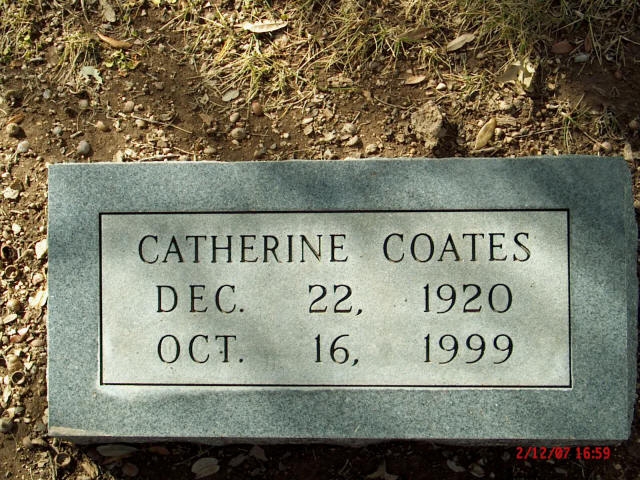 CATHERINE COATES
DEC. 22, 1920
OCT. 16, 1999
2/12/07 16:59